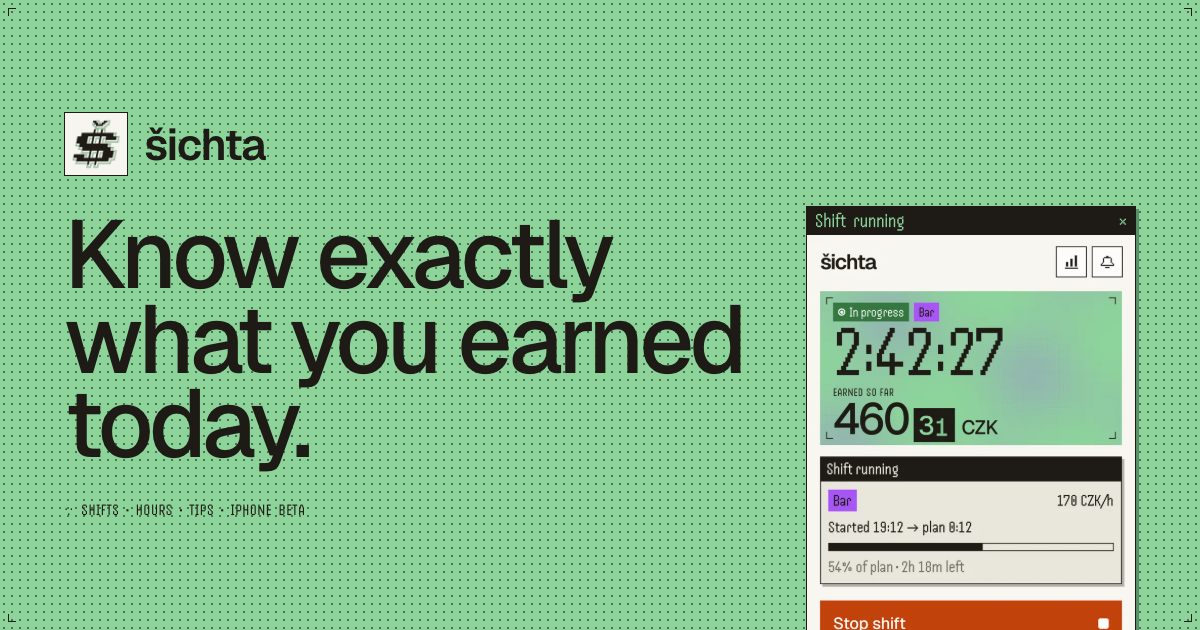 šichta
Know exactly
what you earned
today.
SHIFTS · HOURS · TIPS · IPHONE BETA
Shift running ×
šichta
In progress Bar
2:42:27
EARNED SO FAR
460 31 CZK
Shift running
Bar 170 CZK/h
Started 19:12 → plan 0:12
54% of plan · 2h 18m left
Stop shift